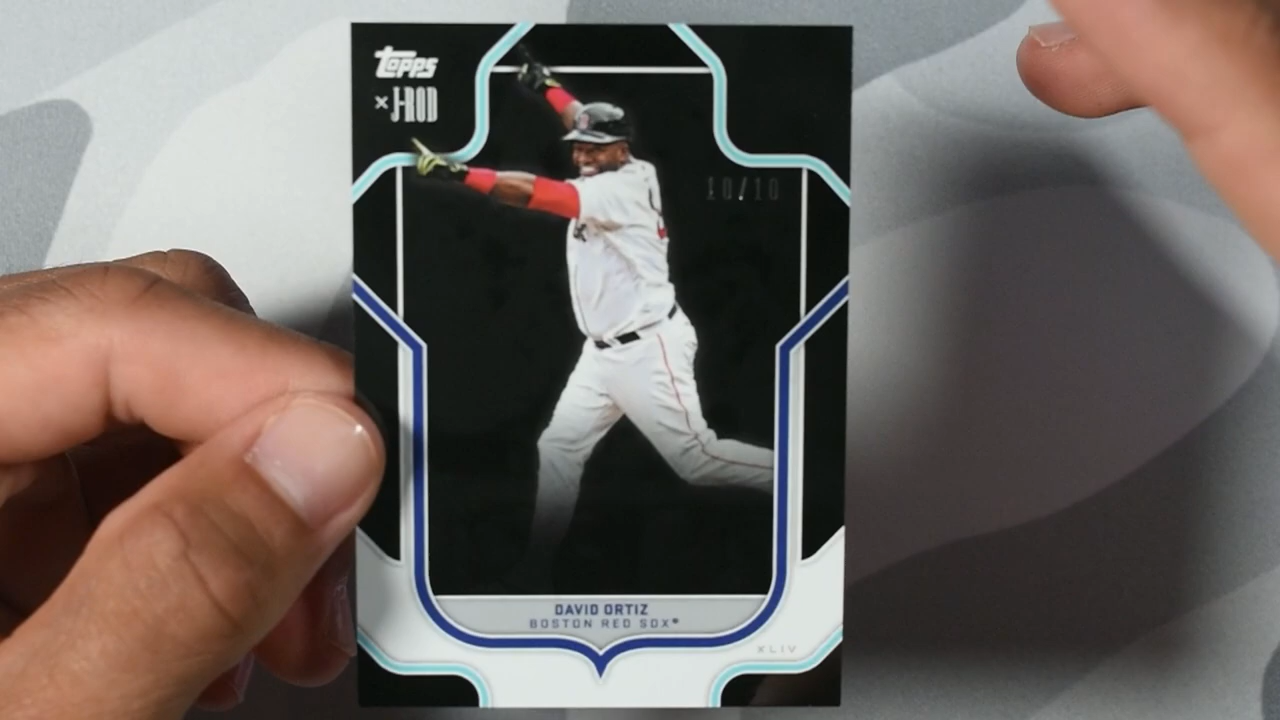 Topps
× J-ROD
10/10
DAVID ORTIZ
BOSTON RED SOX®
XLIV